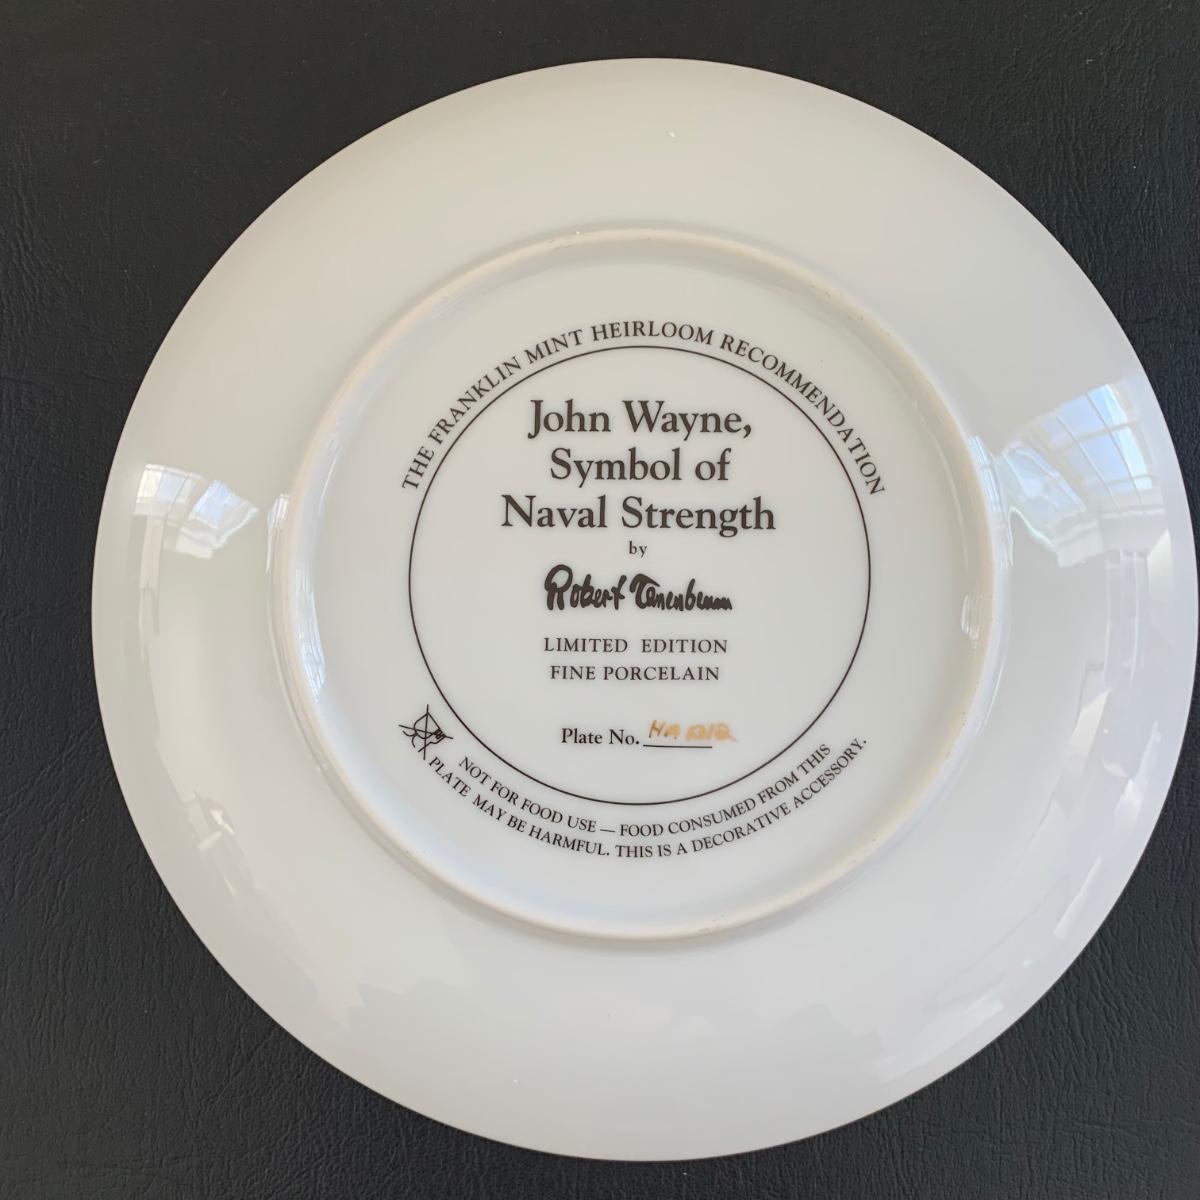 THE FRANKLIN MINT HEIRLOOM RECOMMENDATION
John Wayne,
Symbol of
Naval Strength
by
Robert Tanenbaum
LIMITED EDITION
FINE PORCELAIN
Plate No. HA
NOT FOR FOOD USE — FOOD CONSUMED FROM THIS
PLATE MAY BE HARMFUL. THIS IS A DECORATIVE ACCESSORY.